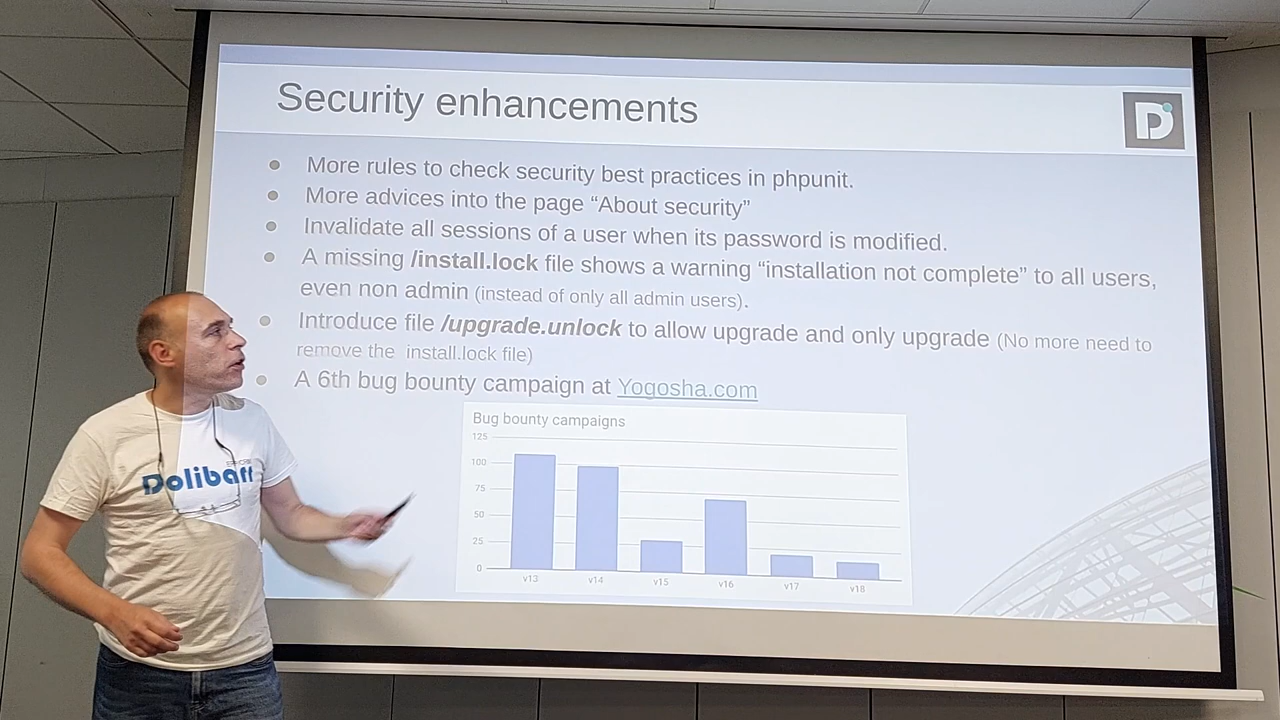 Security enhancements
D
More rules to check security best practices in phpunit.
More advices into the page “About security”
Invalidate all sessions of a user when its password is modified.
A missing /install.lock file shows a warning “installation not complete” to all users,
even non admin (instead of only all admin users).
Introduce file /upgrade.unlock to allow upgrade and only upgrade (No more need to
remove the install.lock file)
A 6th bug bounty campaign at Yogosha.com
Bug bounty campaigns
125
100
75
50
25
0
v13 v14 v15 v16 v17 v18
Dolibarr